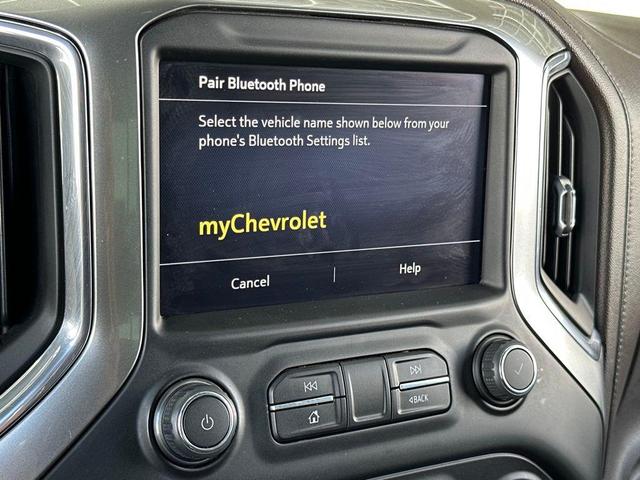 Pair Bluetooth Phone
Select the vehicle name shown below from your
phone's Bluetooth Settings list.
myChevrolet
Cancel
Help
BACK